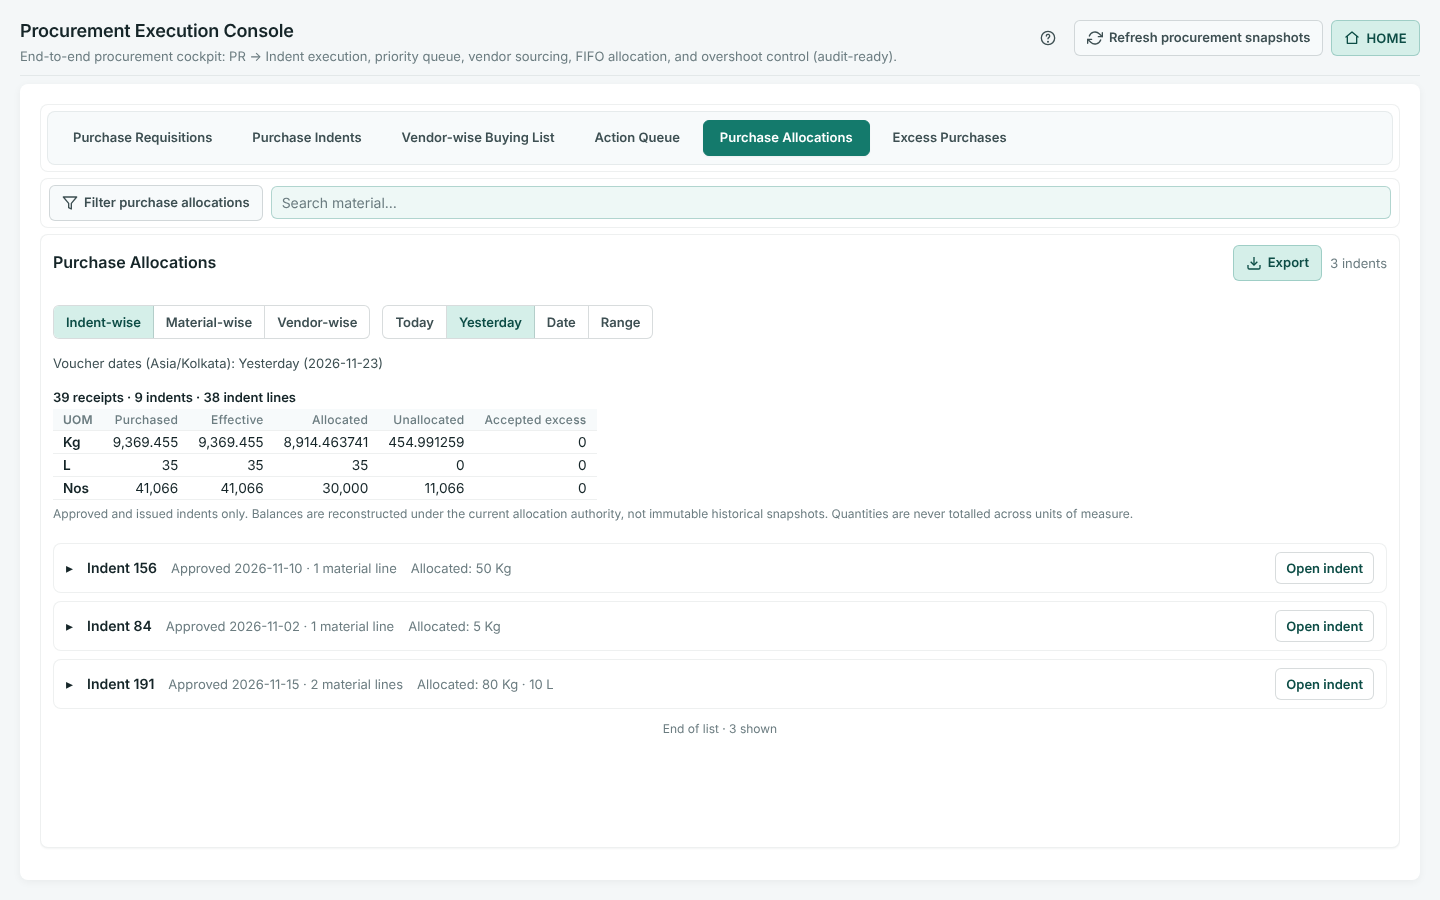 Procurement Execution Console
End-to-end procurement cockpit: PR → Indent execution, priority queue, vendor sourcing, FIFO allocation, and overshoot control (audit-ready).
Refresh procurement snapshots
HOME
Purchase Requisitions
Purchase Indents
Vendor-wise Buying List
Action Queue
Purchase Allocations
Excess Purchases
Filter purchase allocations
Search material...
Purchase Allocations
Export
3 indents
Indent-wise
Material-wise
Vendor-wise
Today
Yesterday
Date
Range
Voucher dates (Asia/Kolkata): Yesterday (2026-11-23)
39 receipts · 9 indents · 38 indent lines
UOM Purchased Effective Allocated Unallocated Accepted excess
Kg 9,369.455 9,369.455 8,914.463741 454.991259 0
L 35 35 35 0 0
Nos 41,066 41,066 30,000 11,066 0
Approved and issued indents only. Balances are reconstructed under the current allocation authority, not immutable historical snapshots. Quantities are never totalled across units of measure.
▸ Indent 156 Approved 2026-11-10 · 1 material line Allocated: 50 Kg Open indent
▸ Indent 84 Approved 2026-11-02 · 1 material line Allocated: 5 Kg Open indent
▸ Indent 191 Approved 2026-11-15 · 2 material lines Allocated: 80 Kg · 10 L Open indent
End of list · 3 shown